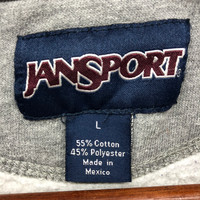 JANSPORT
L
55% Cotton
45% Polyester
Made in
Mexico